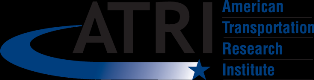 ATRI
American
Transportation
Research
Institute